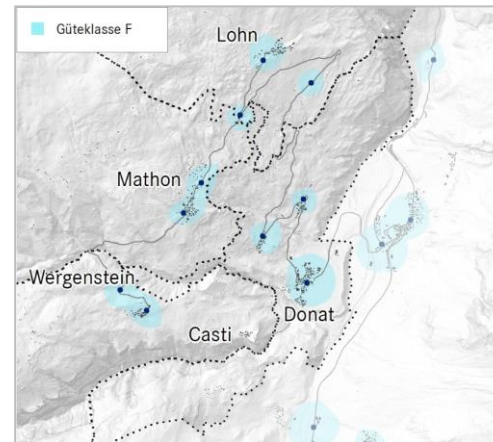 Güteklasse F
Lohn
Mathon
Wergenstein
Casti
Donat